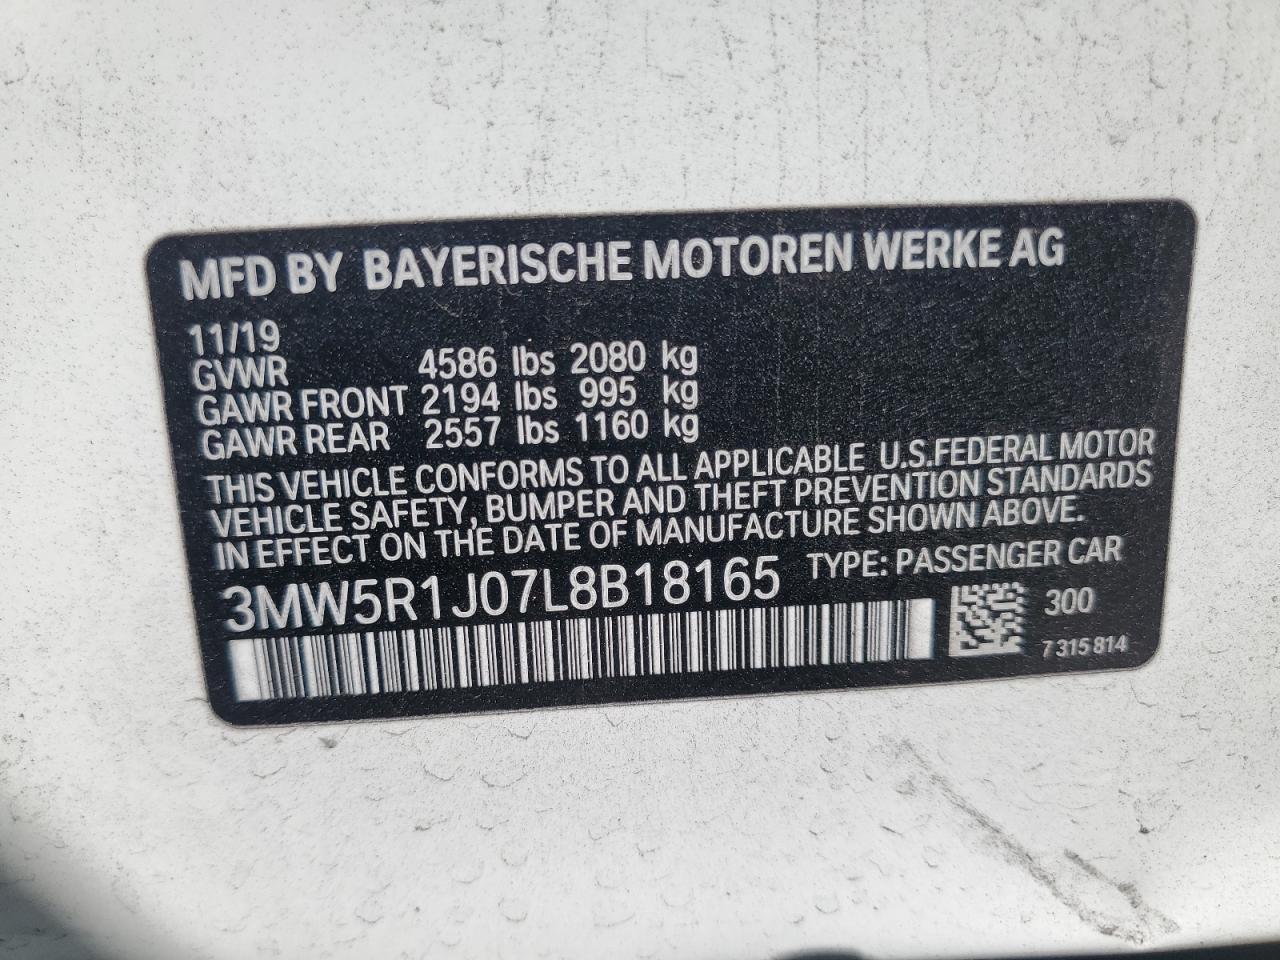 MFD BY BAYERISCHE MOTOREN WERKE AG
11/19
GVWR 4586 lbs 2080 kg
GAWR FRONT 2194 lbs 995 kg
GAWR REAR 2557 lbs 1160 kg
THIS VEHICLE CONFORMS TO ALL APPLICABLE U.S.FEDERAL MOTOR
VEHICLE SAFETY, BUMPER AND THEFT PREVENTION STANDARDS
IN EFFECT ON THE DATE OF MANUFACTURE SHOWN ABOVE.
3MW5R1J07L8B18165 TYPE: PASSENGER CAR
300
7 315 814